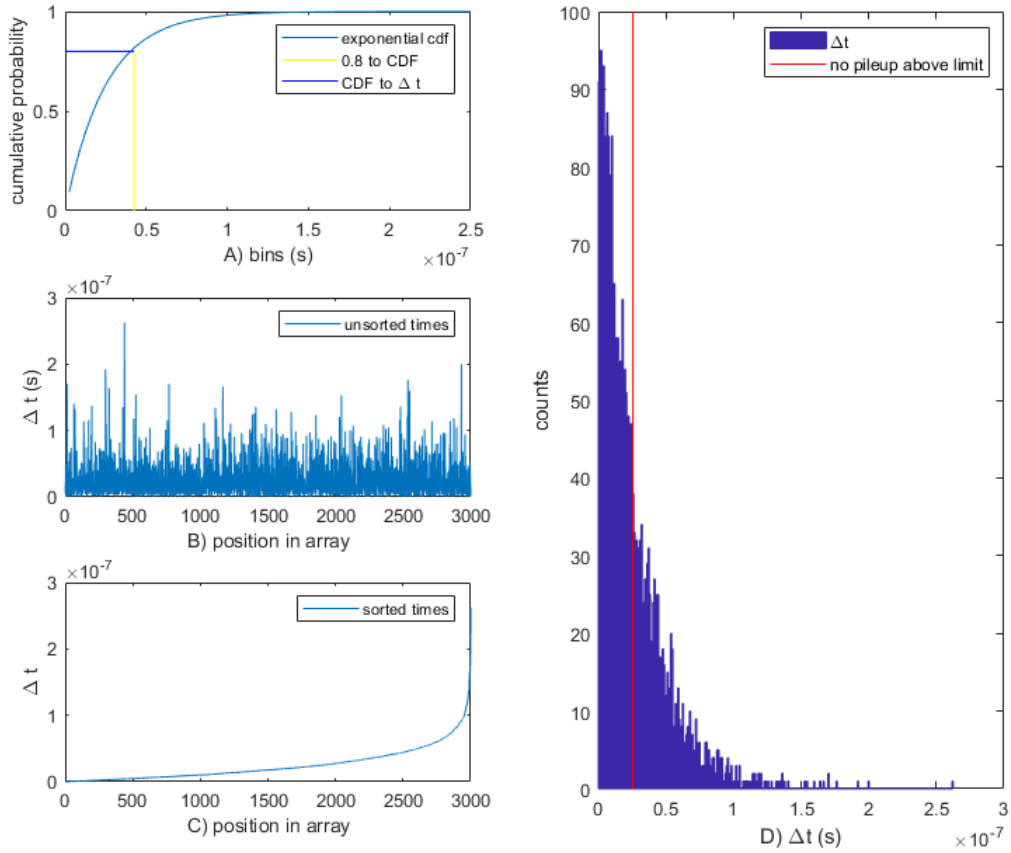 1
0.5
0
cumulative probability
exponential cdf
0.8 to CDF
CDF to Δ t
0 0.5 1 1.5 2 2.5
A) bins (s)
×10-7
×10-7
3
2
1
0
Δ t (s)
unsorted times
0 500 1000 1500 2000 2500 3000
B) position in array
×10-7
3
2
1
0
Δ t
sorted times
0 500 1000 1500 2000 2500 3000
C) position in array
100
90
80
70
60
50
40
30
20
10
0
counts
Δt
no pileup above limit
0 0.5 1 1.5 2 2.5 3
D) Δt (s)
×10-7